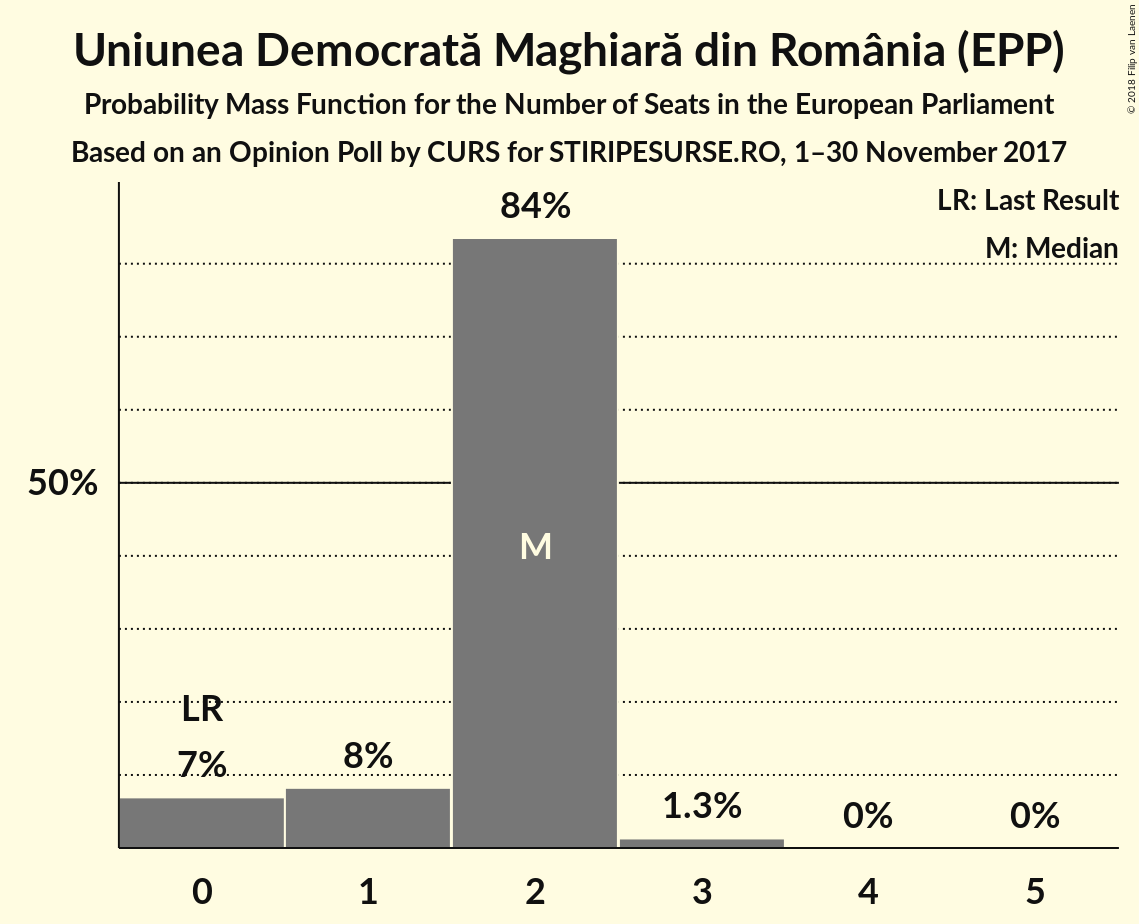 Uniunea Democrată Maghiară din România (EPP)
Probability Mass Function for the Number of Seats in the European Parliament
Based on an Opinion Poll by CURS for STIRIPESURSE.RO, 1–30 November 2017
© 2018 Filip van Laenen
LR: Last Result
M: Median
84%
50%
M
LR
7%
8%
1.3%
0%
0%
0 1 2 3 4 5